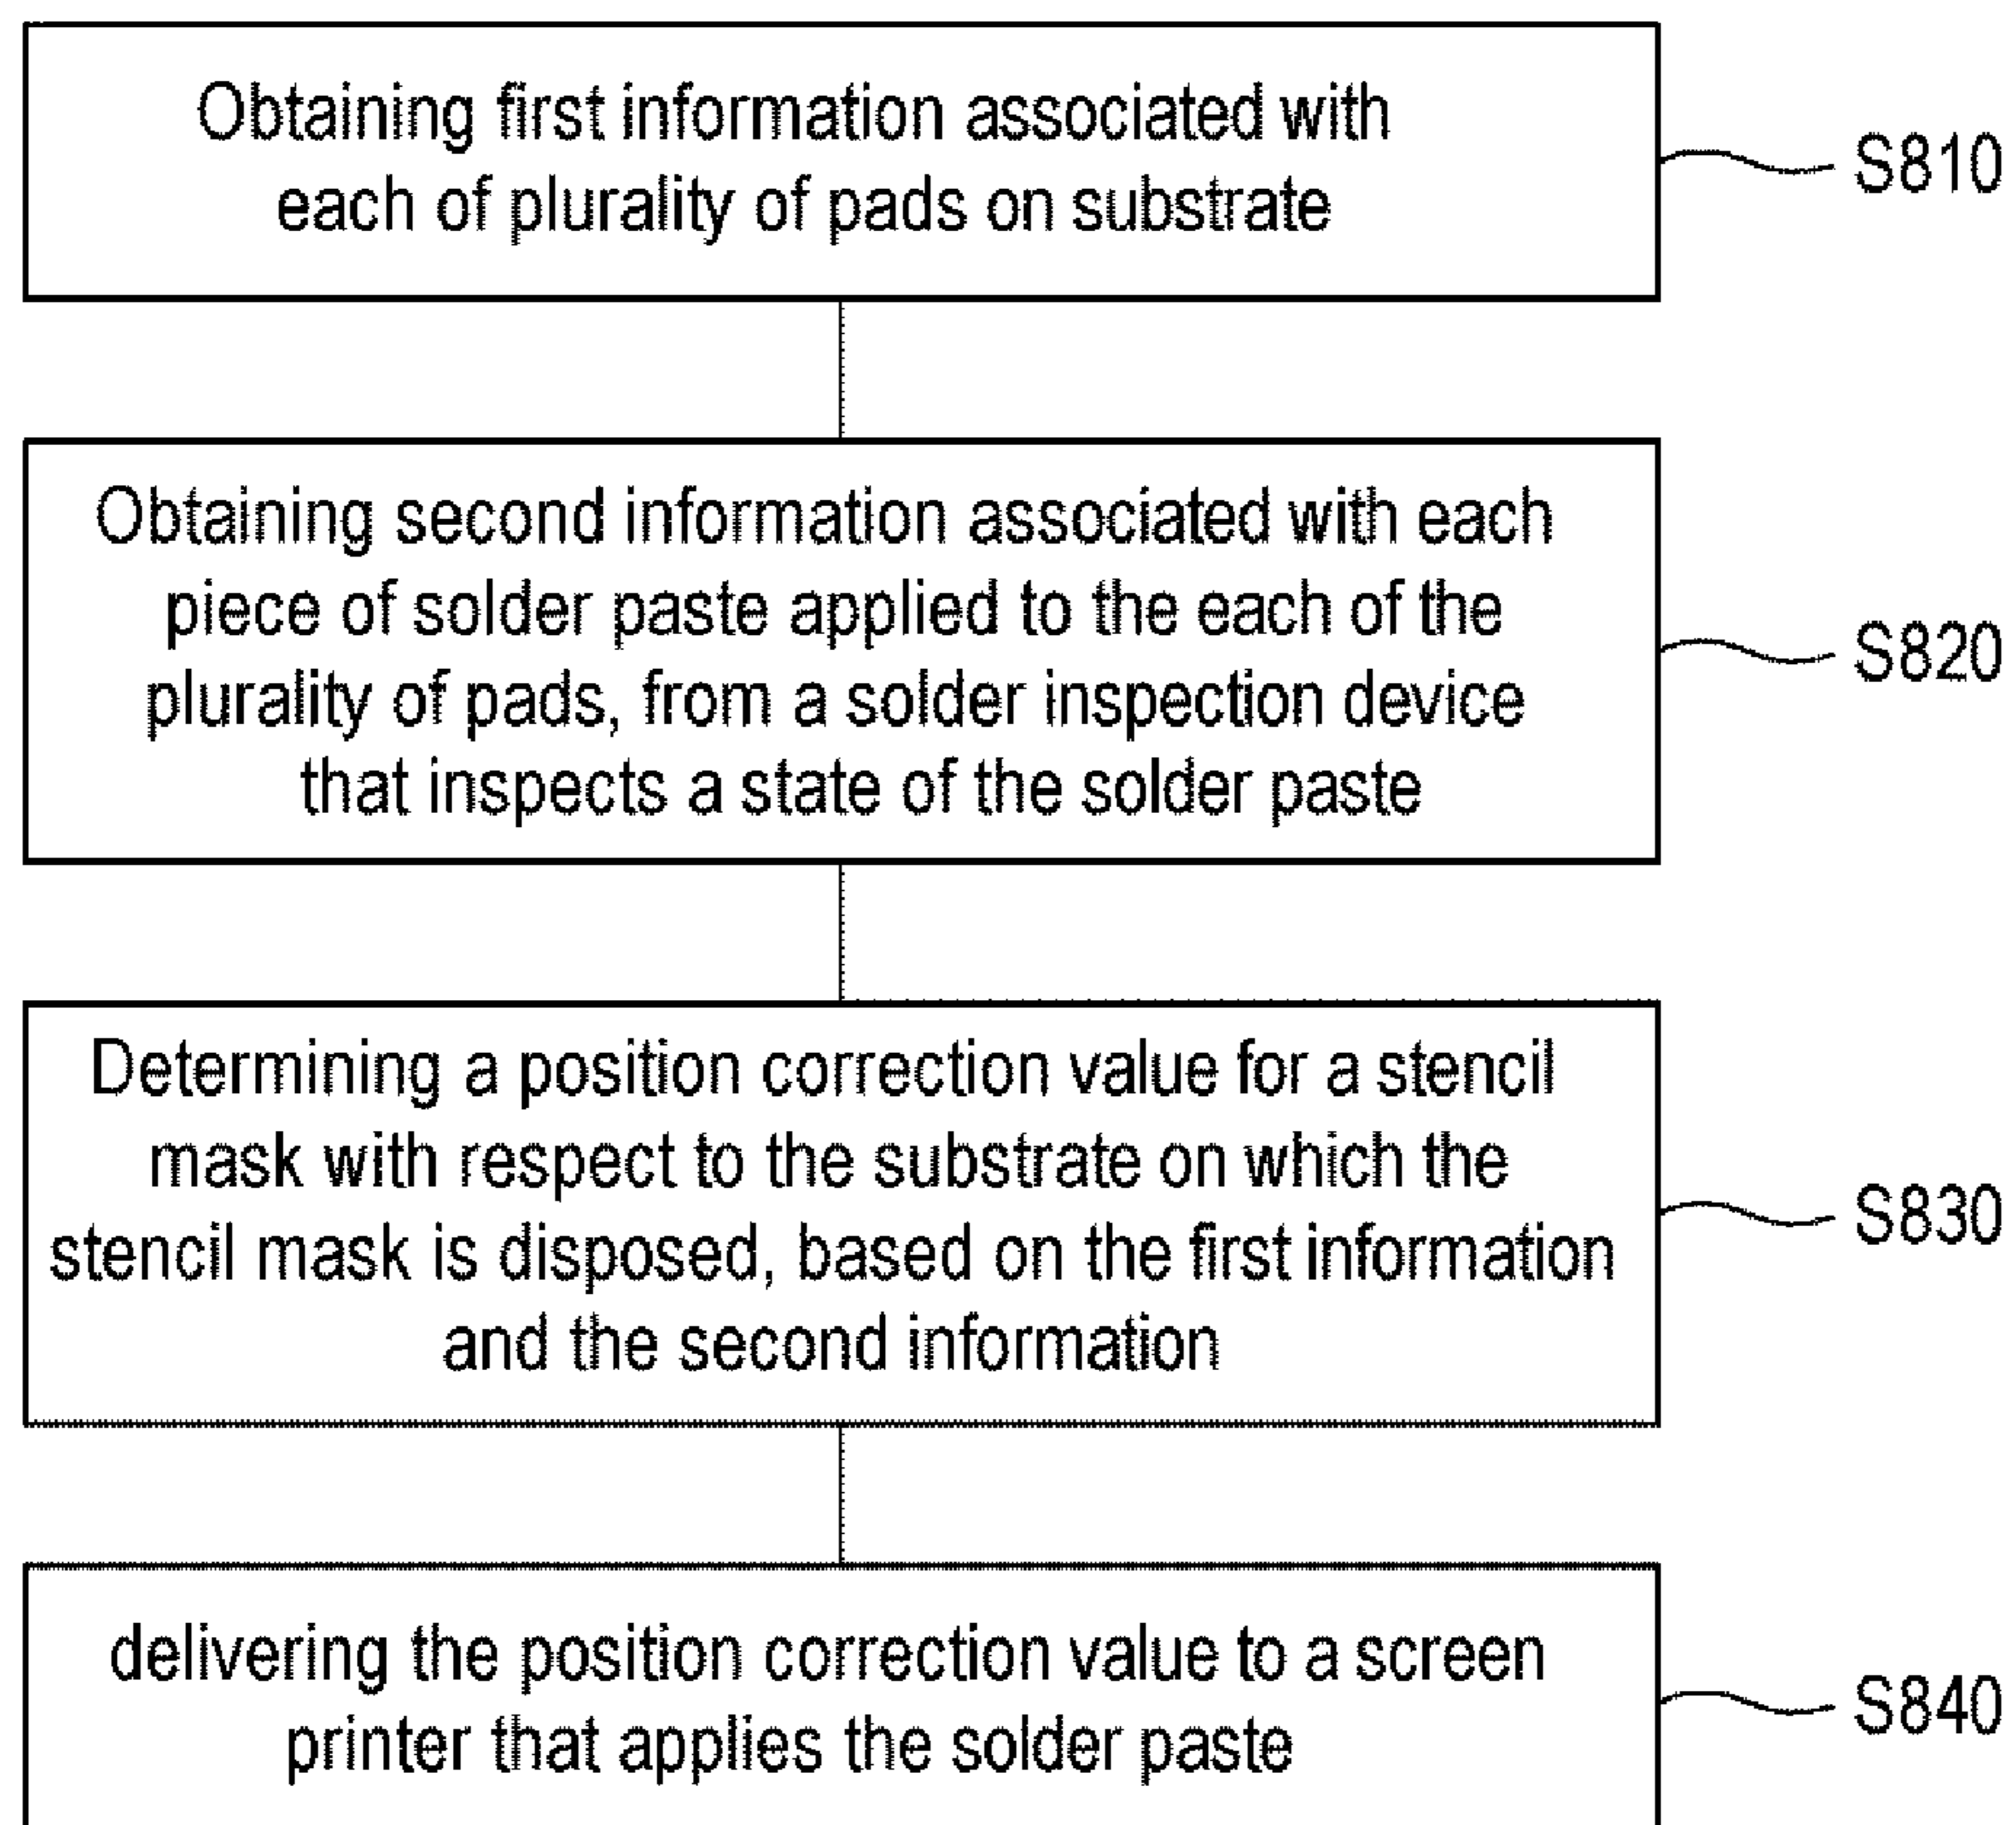 Obtaining first information associated with
each of plurality of pads on substrate
S810
Obtaining second information associated with each
piece of solder paste applied to the each of the
plurality of pads, from a solder inspection device
that inspects a state of the solder paste
S820
Determining a position correction value for a stencil
mask with respect to the substrate on which the
stencil mask is disposed, based on the first information
and the second information
S830
delivering the position correction value to a screen
printer that applies the solder paste
S840